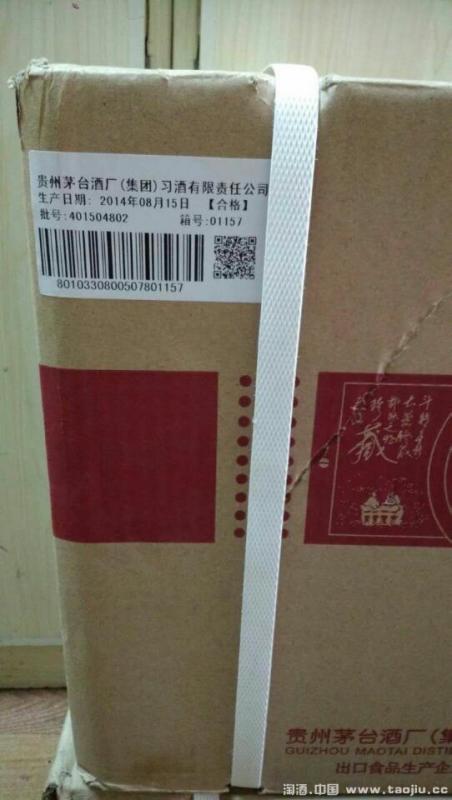 贵州茅台酒厂(集团)习酒有限责任公司
生产日期: 2014年08月15日 【合格】
批号:401504802 箱号:01157
8010330800507801157
藏
贵州茅台酒厂(集
GUIZHOU MAOTAI DISTIL
出口食品生产企
淘酒.中国 www.taojiu.cc